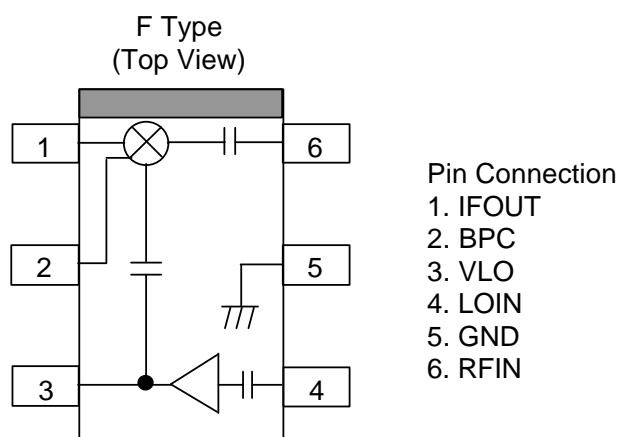 F Type
(Top View)
1
6
2
5
3
4
Pin Connection
1. IFOUT
2. BPC
3. VLO
4. LOIN
5. GND
6. RFIN